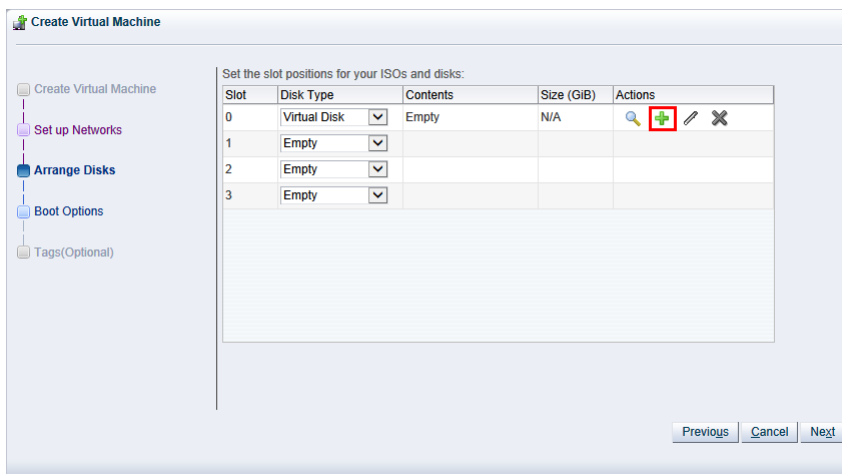 Create Virtual Machine
Create Virtual Machine
Set up Networks
Arrange Disks
Boot Options
Tags(Optional)
Set the slot positions for your ISOs and disks:
Slot Disk Type Contents Size (GiB) Actions
0 Virtual Disk Empty N/A
1 Empty
2 Empty
3 Empty
Previous Cancel Next